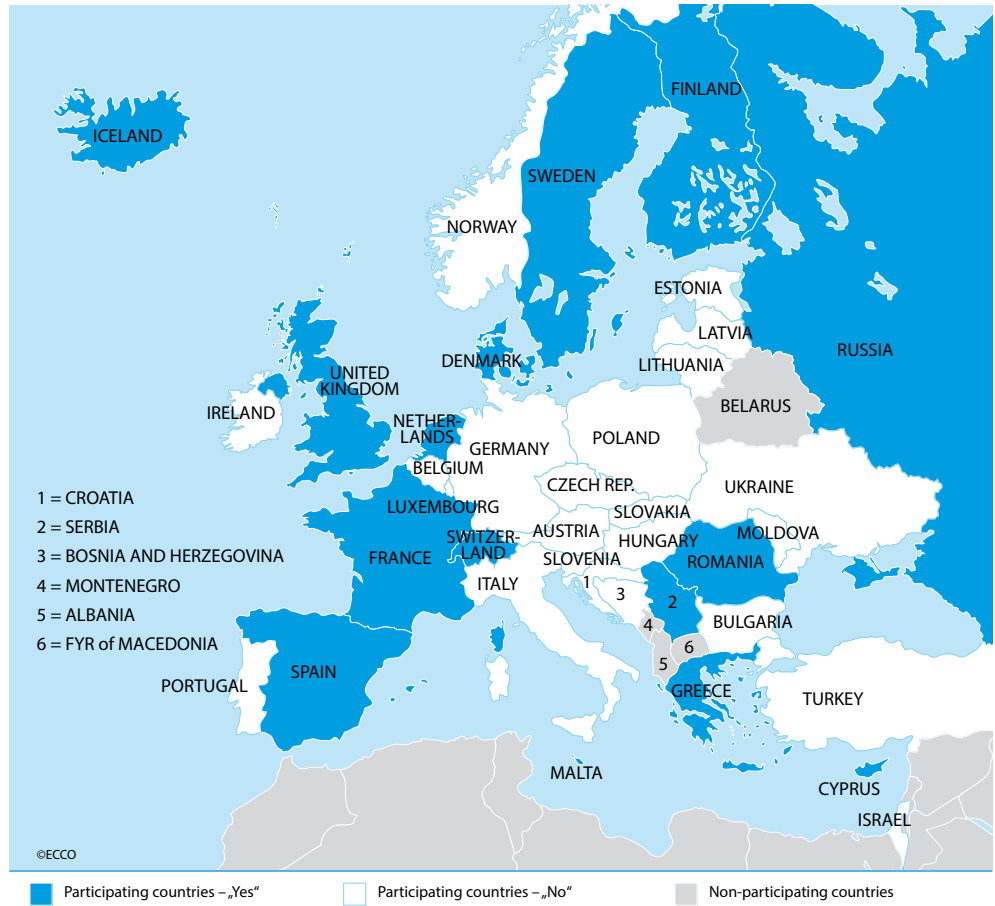 ICELAND
FINLAND
SWEDEN
NORWAY
ESTONIA
LATVIA
LITHUANIA
RUSSIA
DENMARK
UNITED
KINGDOM
IRELAND
BELARUS
NETHER-
LANDS
GERMANY
POLAND
BELGIUM
CZECH REP.
UKRAINE
LUXEMBOURG
SLOVAKIA
AUSTRIA
SWITZER-
LAND
HUNGARY
MOLDOVA
FRANCE
SLOVENIA
ROMANIA
ITALY
1
3
2
BULGARIA
4
6
5
SPAIN
PORTUGAL
GREECE
TURKEY
MALTA
CYPRUS
ISRAEL
1 = CROATIA
2 = SERBIA
3 = BOSNIA AND HERZEGOVINA
4 = MONTENEGRO
5 = ALBANIA
6 = FYR of MACEDONIA
©ECCO
Participating countries – „Yes“
Participating countries – „No“
Non-participating countries